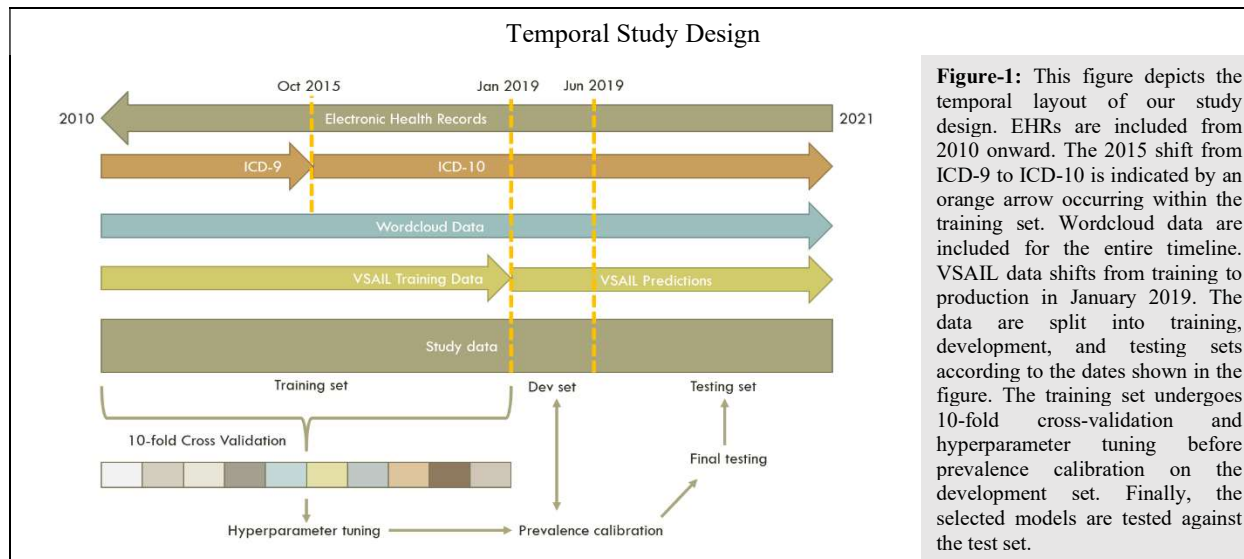 Temporal Study Design
Oct 2015
Jan 2019
Jun 2019
2010
Electronic Health Records
2021
ICD-9
ICD-10
Wordcloud Data
VSAIL Training Data
VSAIL Predictions
Study data
Training set
Dev set
Testing set
10-fold Cross Validation
Final testing
Hyperparameter tuning
Prevalence calibration
Figure-1: This figure depicts the
temporal layout of our study
design. EHRs are included from
2010 onward. The 2015 shift from
ICD-9 to ICD-10 is indicated by an
orange arrow occurring within the
training set. Wordcloud data are
included for the entire timeline.
VSAIL data shifts from training to
production in January 2019. The
data are split into training,
development, and testing sets
according to the dates shown in the
figure. The training set undergoes
10-fold cross-validation and
hyperparameter tuning before
prevalence calibration on the
development set. Finally, the
selected models are tested against
the test set.